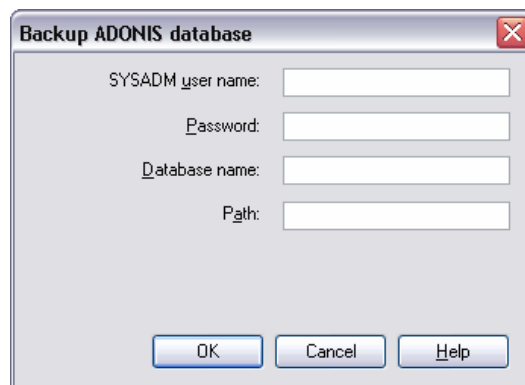 Backup ADONIS database
SYSADM user name:
Password:
Database name:
Path:
OK Cancel Help